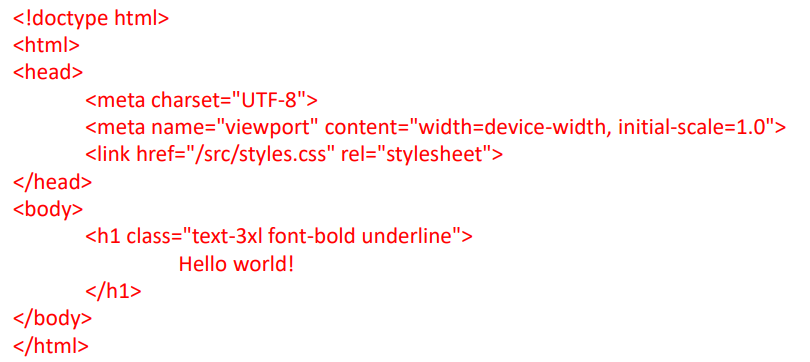 <!doctype html>
<html>
<head>
<meta charset="UTF-8">
<meta name="viewport" content="width=device-width, initial-scale=1.0">
<link href="/src/styles.css" rel="stylesheet">
</head>
<body>
<h1 class="text-3xl font-bold underline">
Hello world!
</h1>
</body>
</html>